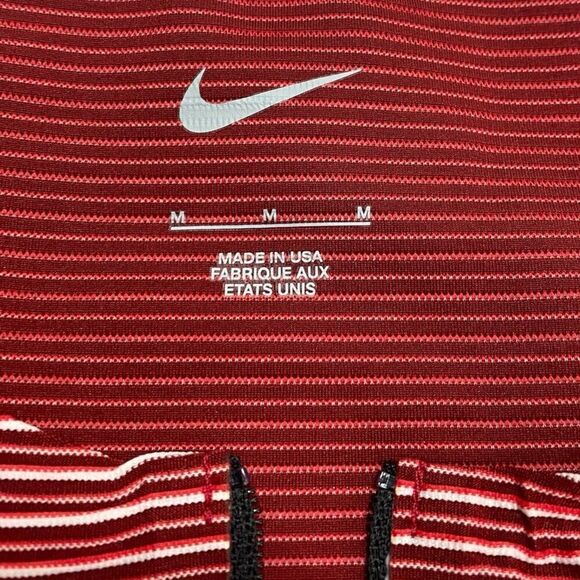 M M M
MADE IN USA
FABRIQUE AUX
ETATS UNIS